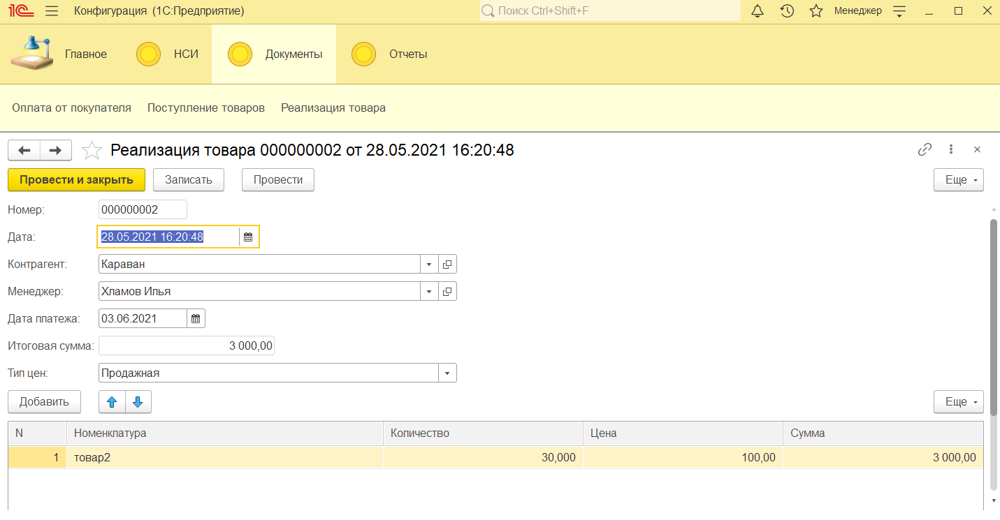 1С Конфигурация (1С:Предприятие) Поиск Ctrl+Shift+F Менеджер
Главное НСИ Документы Отчеты
Оплата от покупателя Поступление товаров Реализация товара
Реализация товара 000000002 от 28.05.2021 16:20:48
Провести и закрыть Записать Провести Еще
Номер: 000000002
Дата: 28.05.2021 16:20:48
Контрагент: Караван
Менеджер: Хламов Илья
Дата платежа: 03.06.2021
Итоговая сумма: 3 000,00
Тип цен: Продажная
Добавить Еще
N Номенклатура Количество Цена Сумма
1 товар2 30,000 100,00 3 000,00